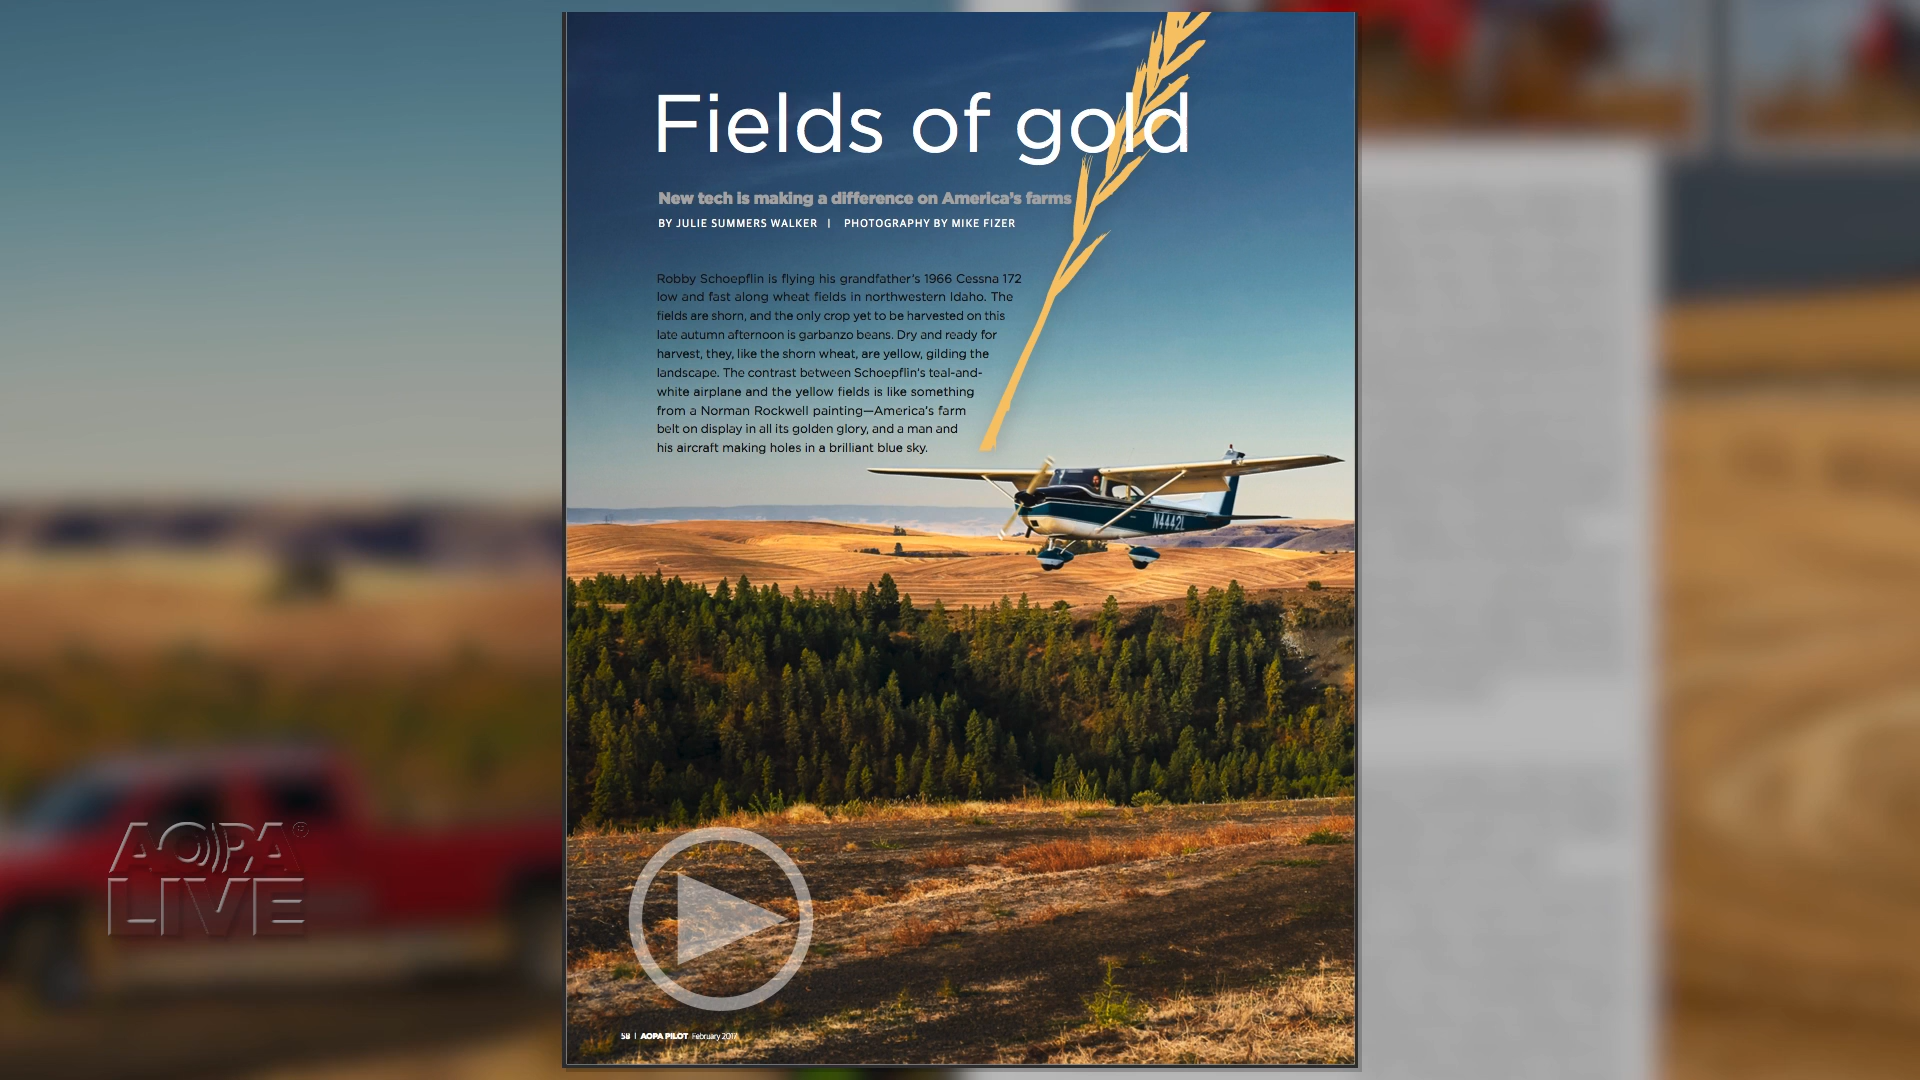 Fields of gold
New tech is making a difference on America's farms
BY JULIE SUMMERS WALKER | PHOTOGRAPHY BY MIKE FIZER
Robby Schoepflin is flying his grandfather's 1966 Cessna 172
low and fast along wheat fields in northwestern Idaho. The
fields are shorn, and the only crop yet to be harvested on this
late autumn afternoon is garbanzo beans. Dry and ready for
harvest, they, like the shorn wheat, are yellow, gilding the
landscape. The contrast between Schoepflin's teal-and-
white airplane and the yellow fields is like something
from a Norman Rockwell painting—America's farm
belt on display in all its golden glory, and a man and
his aircraft making holes in a brilliant blue sky.
N4442L
AOPA®
LIVE
58 | AOPA PILOT February 2017